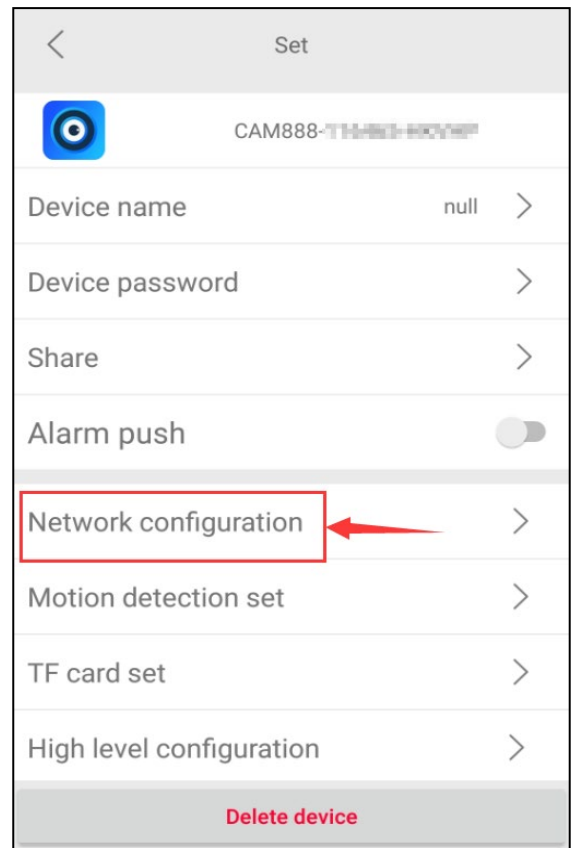 Set
CAM888-
Device name null
Device password
Share
Alarm push
Network configuration
Motion detection set
TF card set
High level configuration
Delete device